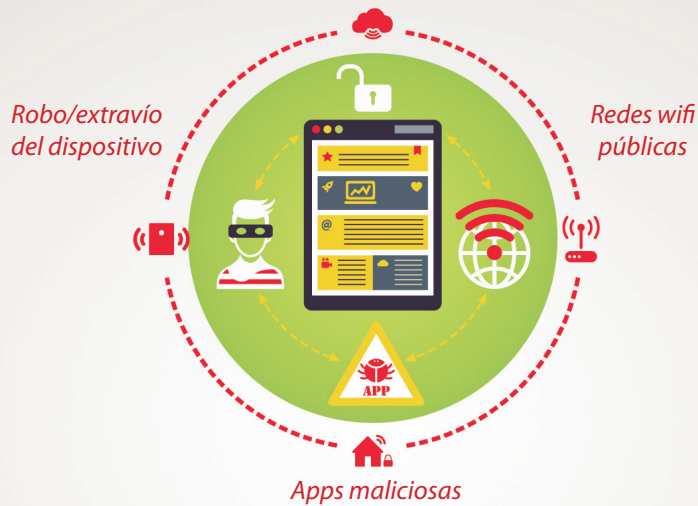 Robo/extravío
del dispositivo
Redes wifi
públicas
@
APP
Apps maliciosas